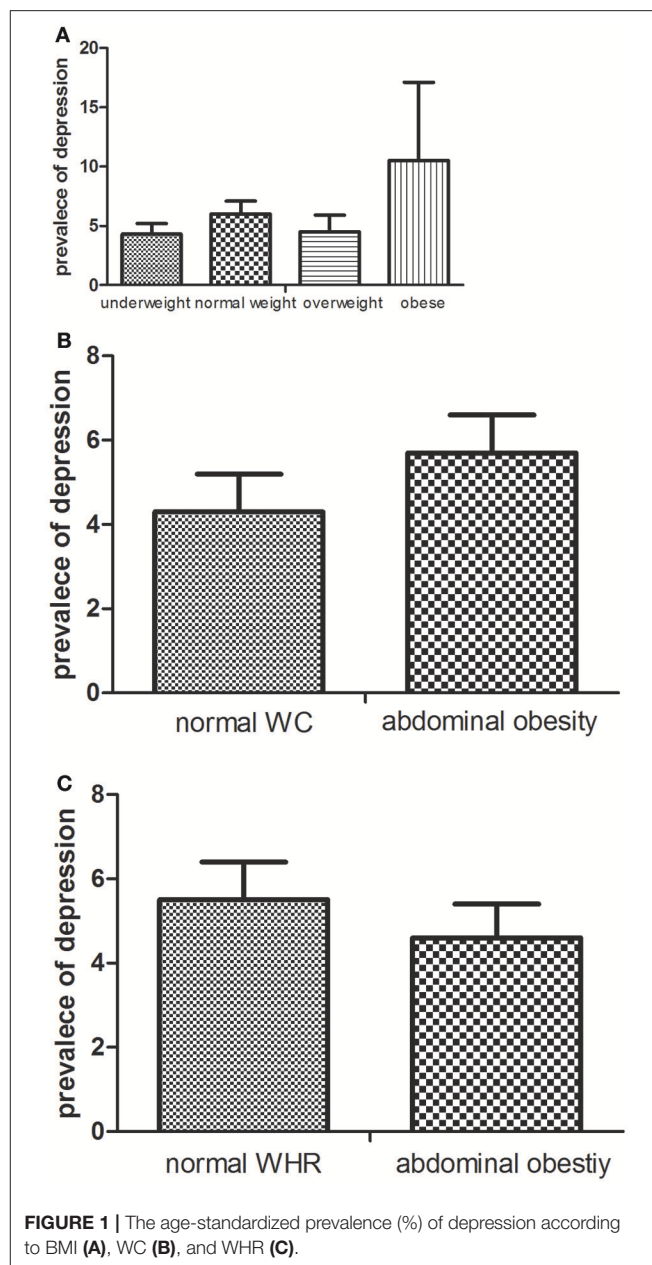 A
prevalece of depression
20
15
10
5
0
underweight normal weight overweight obese
B
prevalece of depression
8
6
4
2
0
normal WC abdominal obesity
C
prevalece of depression
8
6
4
2
0
normal WHR abdominal obestiy
FIGURE 1 | The age-standardized prevalence (%) of depression according
to BMI (A), WC (B), and WHR (C).